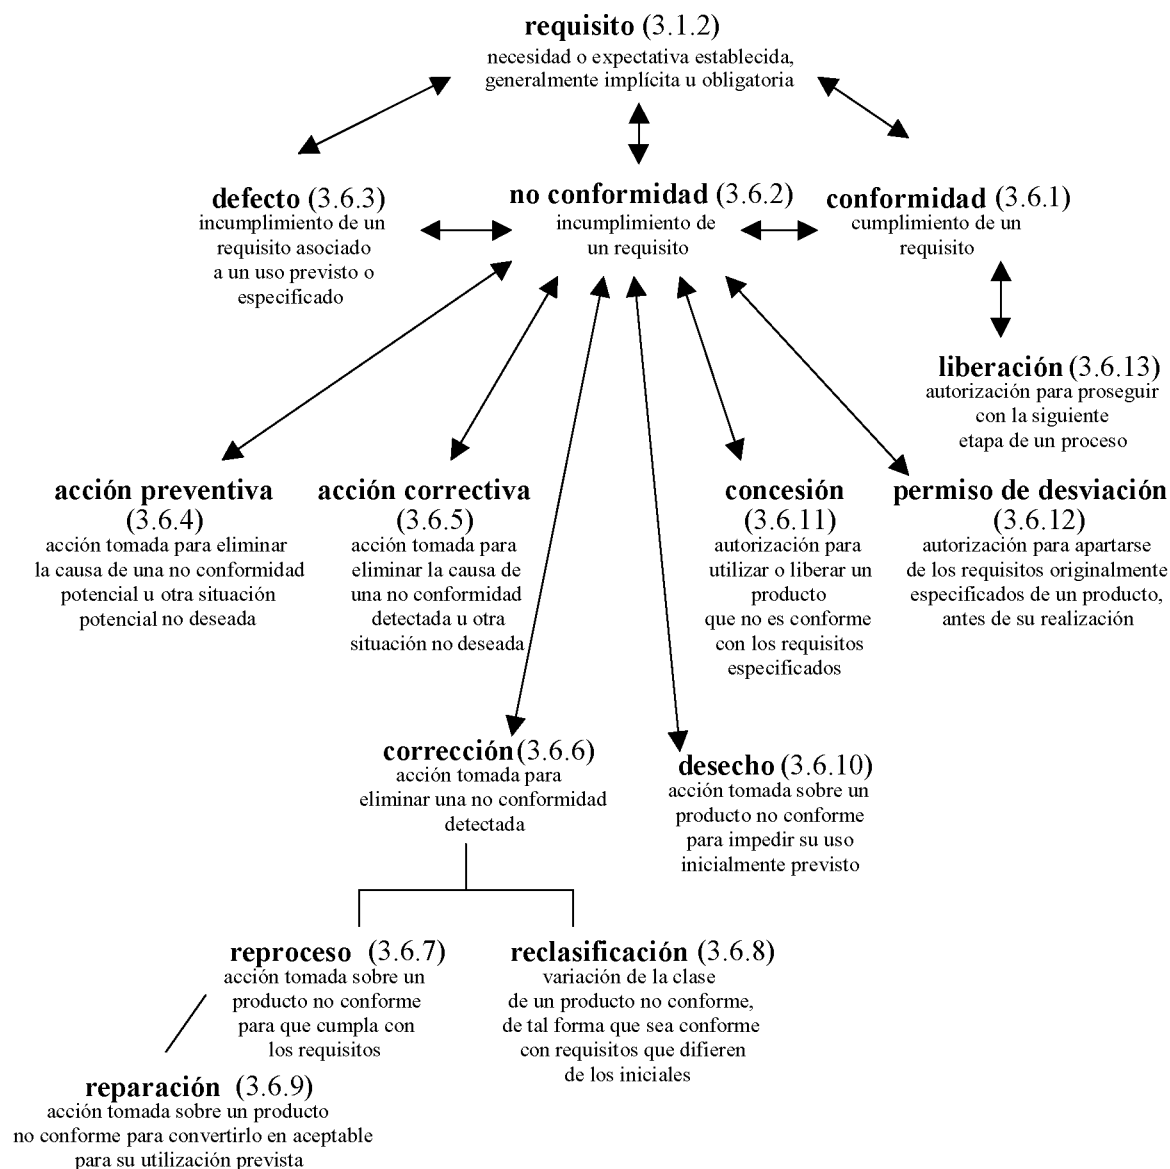 requisito (3.1.2)
necesidad o expectativa establecida,
generalmente implícita u obligatoria
defecto (3.6.3)
incumplimiento de un
requisito asociado
a un uso previsto o
especificado
no conformidad (3.6.2)
incumplimiento de
un requisito
conformidad (3.6.1)
cumplimiento de un
requisito
liberación (3.6.13)
autorización para proseguir
con la siguiente
etapa de un proceso
acción preventiva
(3.6.4)
acción tomada para eliminar
la causa de una no conformidad
potencial u otra situación
potencial no deseada
acción correctiva
(3.6.5)
acción tomada para
eliminar la causa de
una no conformidad
detectada u otra
situación no deseada
concesión
(3.6.11)
autorización para
utilizar o liberar un
producto
que no es conforme
con los requisitos
especificados
permiso de desviación
(3.6.12)
autorización para apartarse
de los requisitos originalmente
especificados de un producto,
antes de su realización
corrección (3.6.6)
acción tomada para
eliminar una no conformidad
detectada
desecho (3.6.10)
acción tomada sobre un
producto no conforme
para impedir su uso
inicialmente previsto
reproceso (3.6.7)
acción tomada sobre un
producto no conforme
para que cumpla con
los requisitos
reclasificación (3.6.8)
variación de la clase
de un producto no conforme,
de tal forma que sea conforme
con requisitos que difieren
de los iniciales
reparación (3.6.9)
acción tomada sobre un producto
no conforme para convertirlo en aceptable
para su utilización prevista